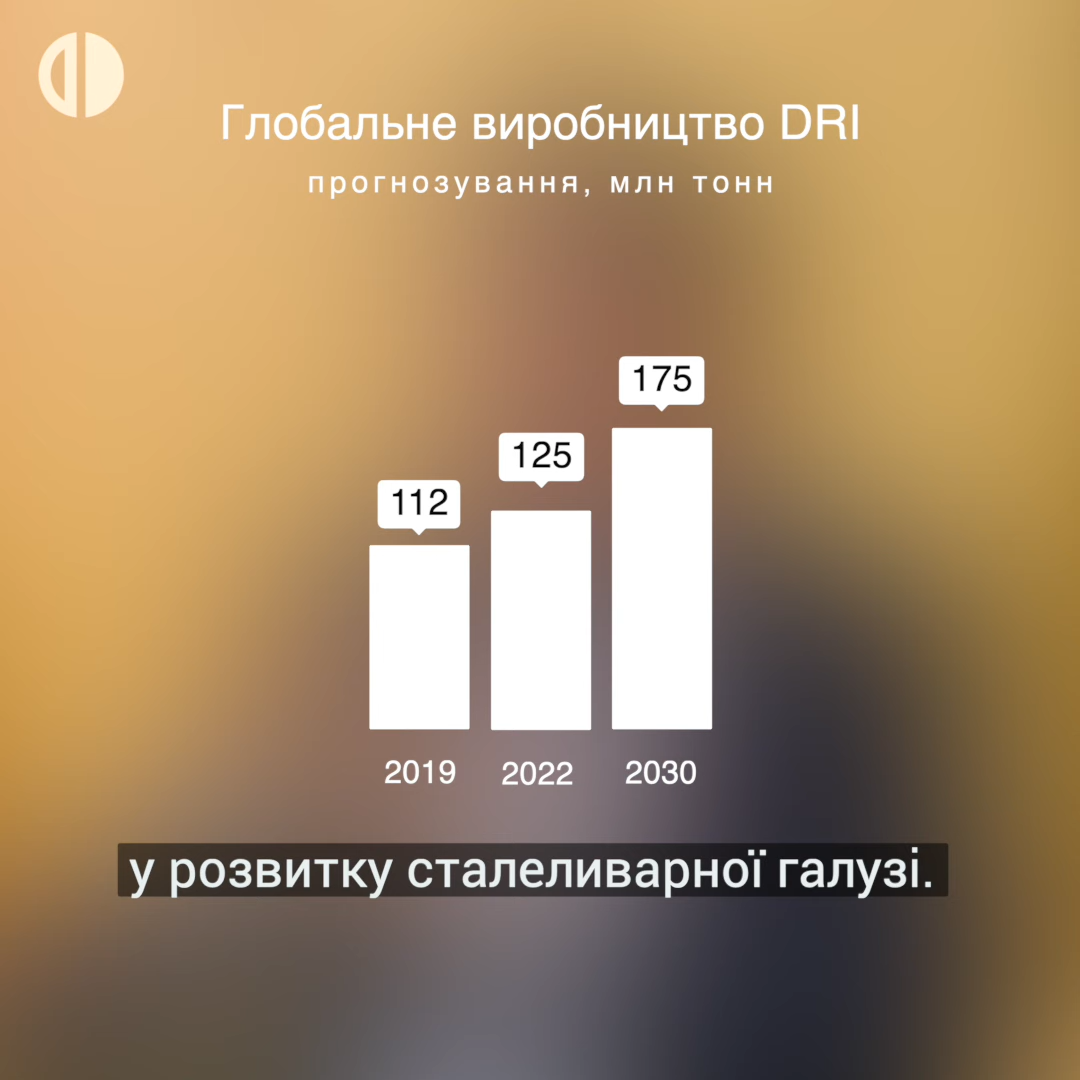 Глобальне виробництво DRI
прогнозування, млн тонн
175
125
112
2019 2022 2030
у розвитку сталеливарної галузі.